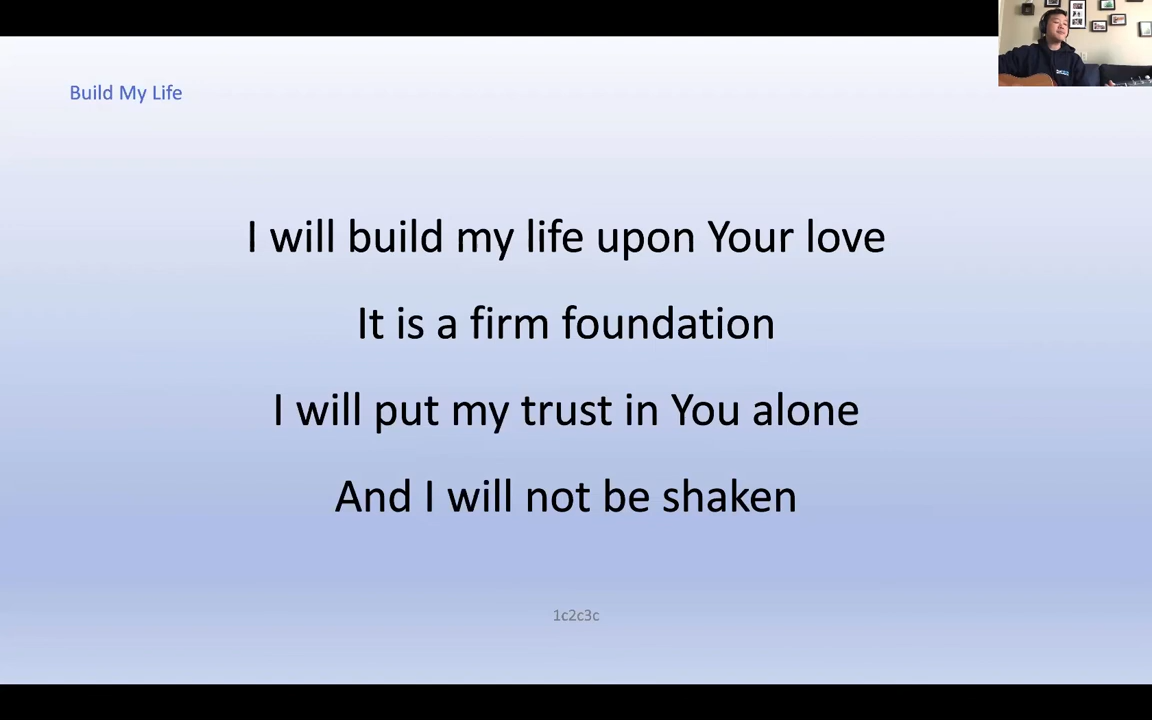 Build My Life
I will build my life upon Your love
It is a firm foundation
I will put my trust in You alone
And I will not be shaken
1c2c3c